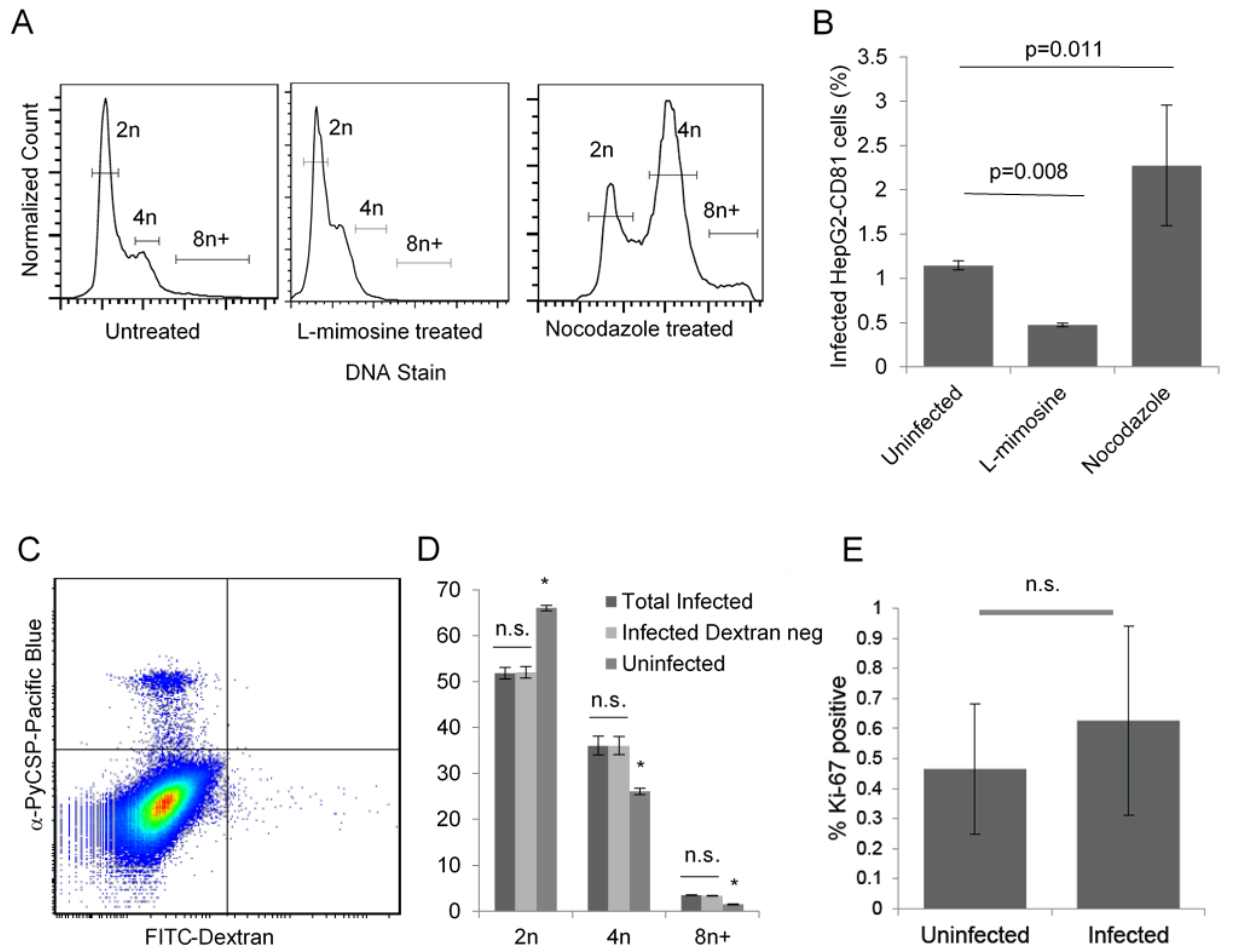 A
Normalized Count
2n
4n
8n+
Untreated
2n
4n
8n+
L-mimosine treated
2n
4n
8n+
Nocodazole treated
DNA Stain
B
Infected HepG2-CD81 cells (%)
3.5
3
2.5
2
1.5
1
0.5
0
p=0.011
p=0.008
Uninfected
L-mimosine
Nocodazole
C
α-PyCSP-Pacific Blue
FITC-Dextran
D
70
60
50
40
30
20
10
0
Total Infected
Infected Dextran neg
Uninfected
n.s.
*
n.s.
*
n.s.
*
2n
4n
8n+
E
n.s.
% Ki-67 positive
1
0.9
0.8
0.7
0.6
0.5
0.4
0.3
0.2
0.1
0
Uninfected
Infected